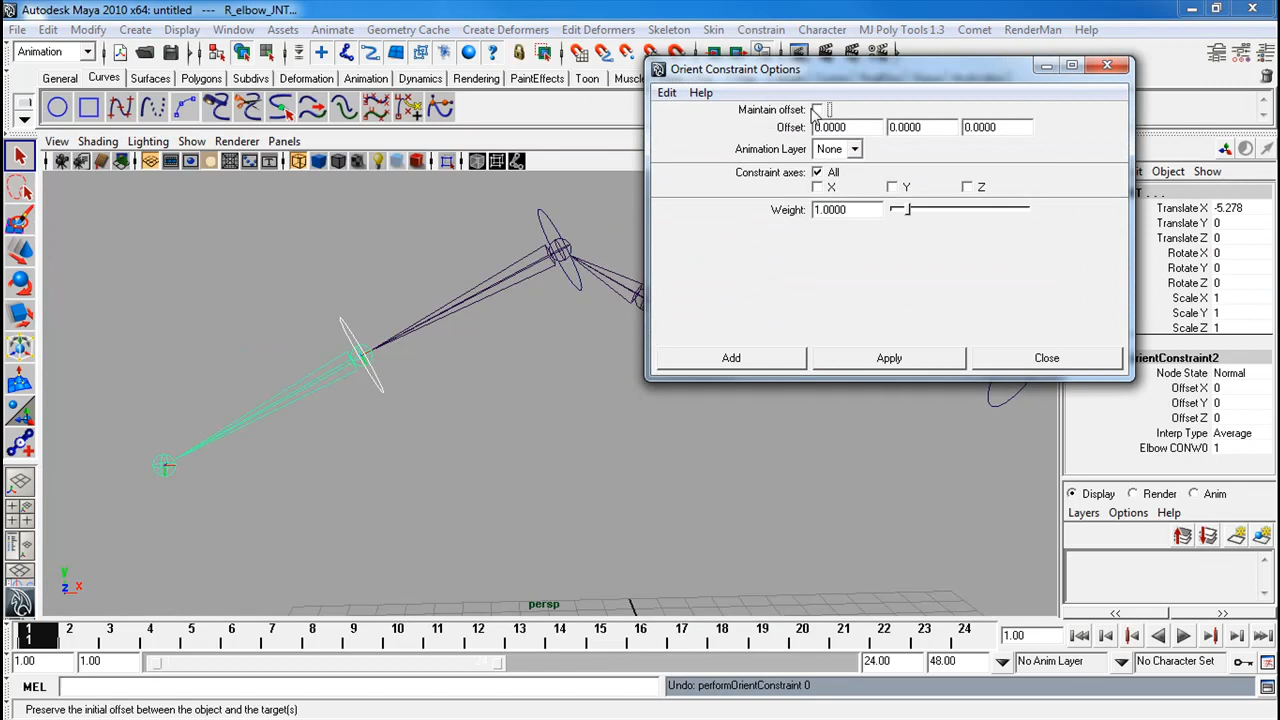 Autodesk Maya 2010 x64: untitled --- R_elbow_JNT...
File Edit Modify Create Display Window Assets Animate Geometry Cache Create Deformers Edit Deformers Skeleton Skin Constraint Character MJ Poly Tools 1.3 Comet RenderMan Help
Animation
General Curves Surfaces Polygons Subdivs Deformation Animation Dynamics Rendering PaintEffects Toon
View Shading Lighting Show Renderer Panels
Orient Constraint Options
Edit Help
Maintain offset:
Offset: 0.0000 0.0000 0.0000
Animation Layer None
Constraint axes: All
X Y Z
Weight: 1.0000
Add Apply Close
Object Show
Translate X -5.278
Translate Y 0
Translate Z 0
Rotate X 0
Rotate Y 0
Rotate Z 0
Scale X 1
Scale Y 1
Scale Z 1
rientConstraint2
Node State Normal
Offset X 0
Offset Y 0
Offset Z 0
Interp Type Average
Elbow CONW0 1
Display Render Anim
Layers Options Help
y
z x
persp
1 2 3 4 5 6 7 8 9 10 11 12 13 14 15 16 17 18 19 20 21 22 23 24
1
1.00
1.00 1.00 24 24.00 48.00 No Anim Layer No Character Set
MEL Undo: performOrientConstraint 0
Preserve the initial offset between the object and the target(s)